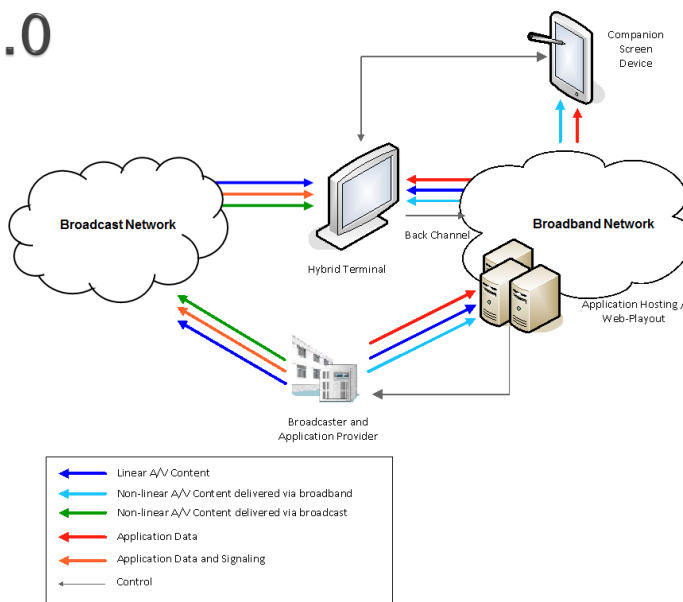 .0
Companion
Screen
Device
Broadcast Network
Broadband Network
Back Channel
Hybrid Terminal
Application Hosting /
Web-Playout
Broadcaster and
Application Provider
Linear A/V Content
Non-linear A/V Content delivered via broadband
Non-linear A/V Content delivered via broadcast
Application Data
Application Data and Signaling
Control